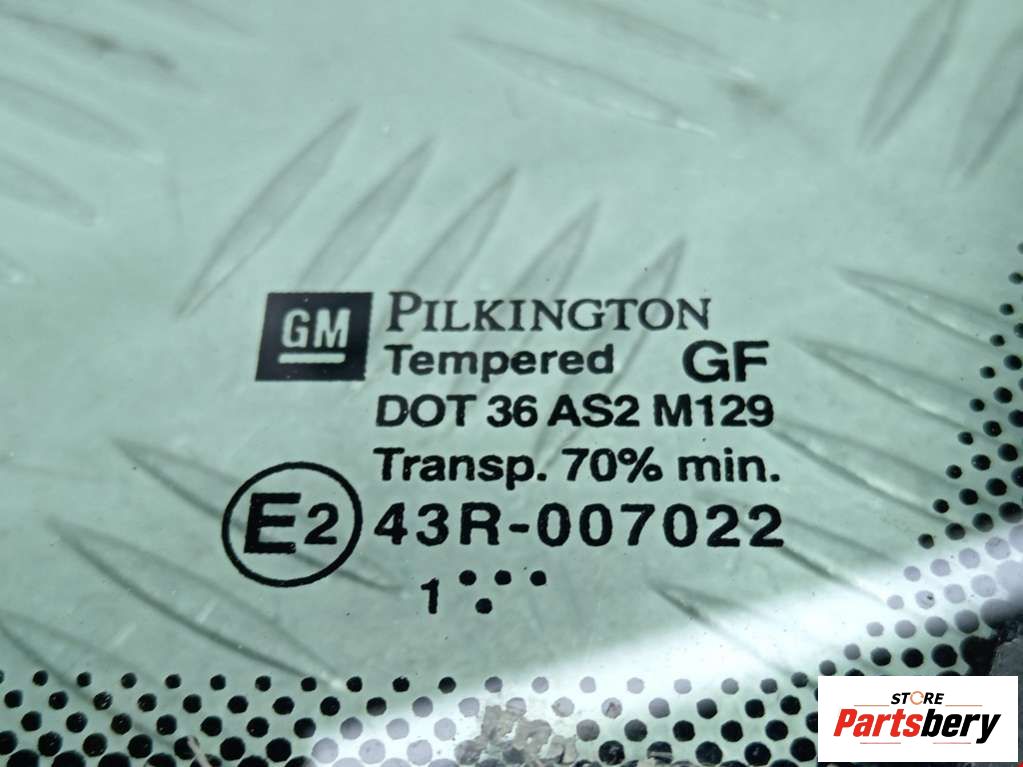 GM PILKINGTON
Tempered GF
DOT 36 AS2 M129
Transp. 70% min.
E2 43R-007022
1
STORE
Partsbery